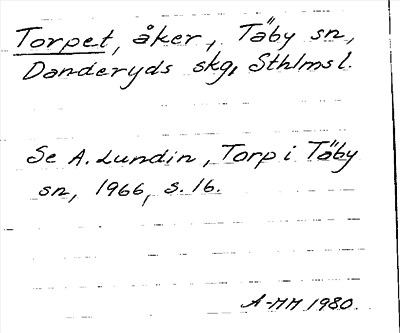 Torpet, åker, Täby sn,
Danderyds skg, Sthlms l.
Se A. Lundin, Torp i Täby
sn, 1966, s. 16.
A-MM 1980.